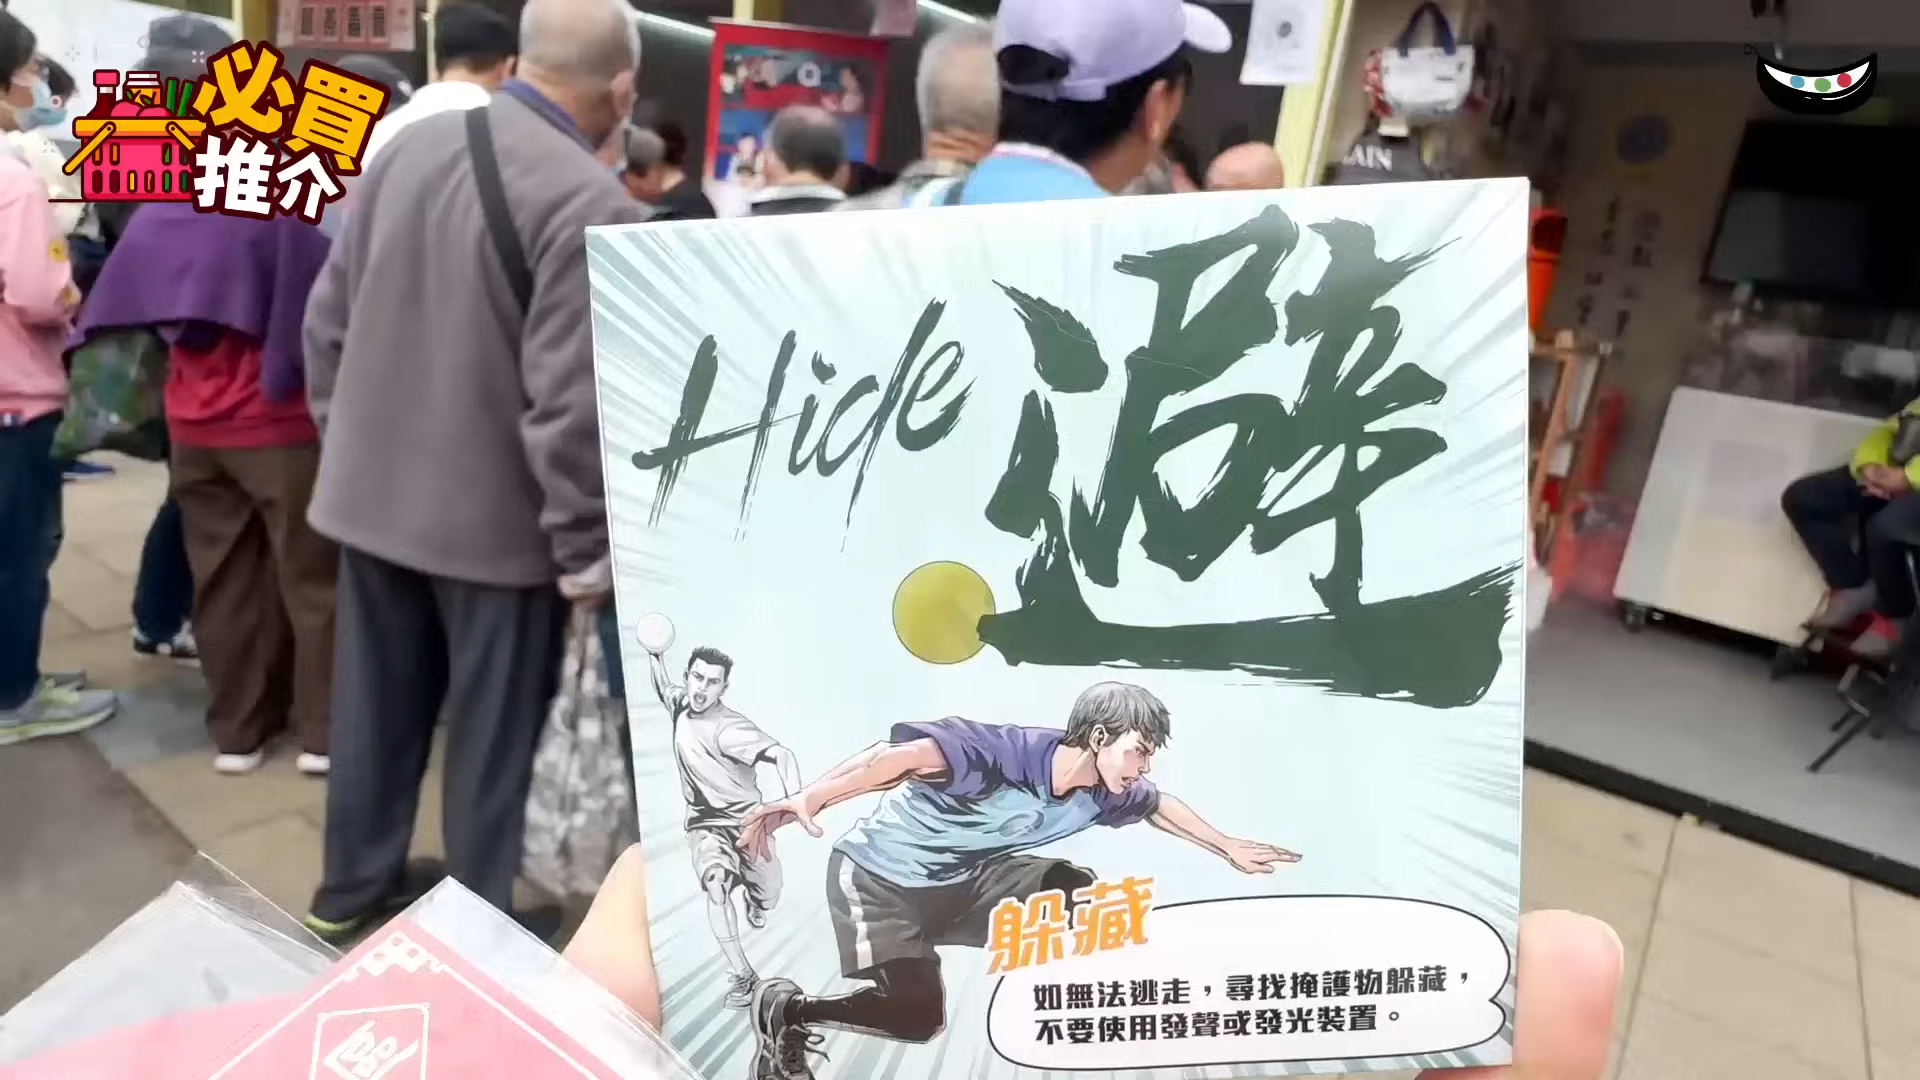 必買
推介
AIN
Hide
避
躲藏
如無法逃走，尋找掩護物躲藏，
不要使用發聲或發光裝置。